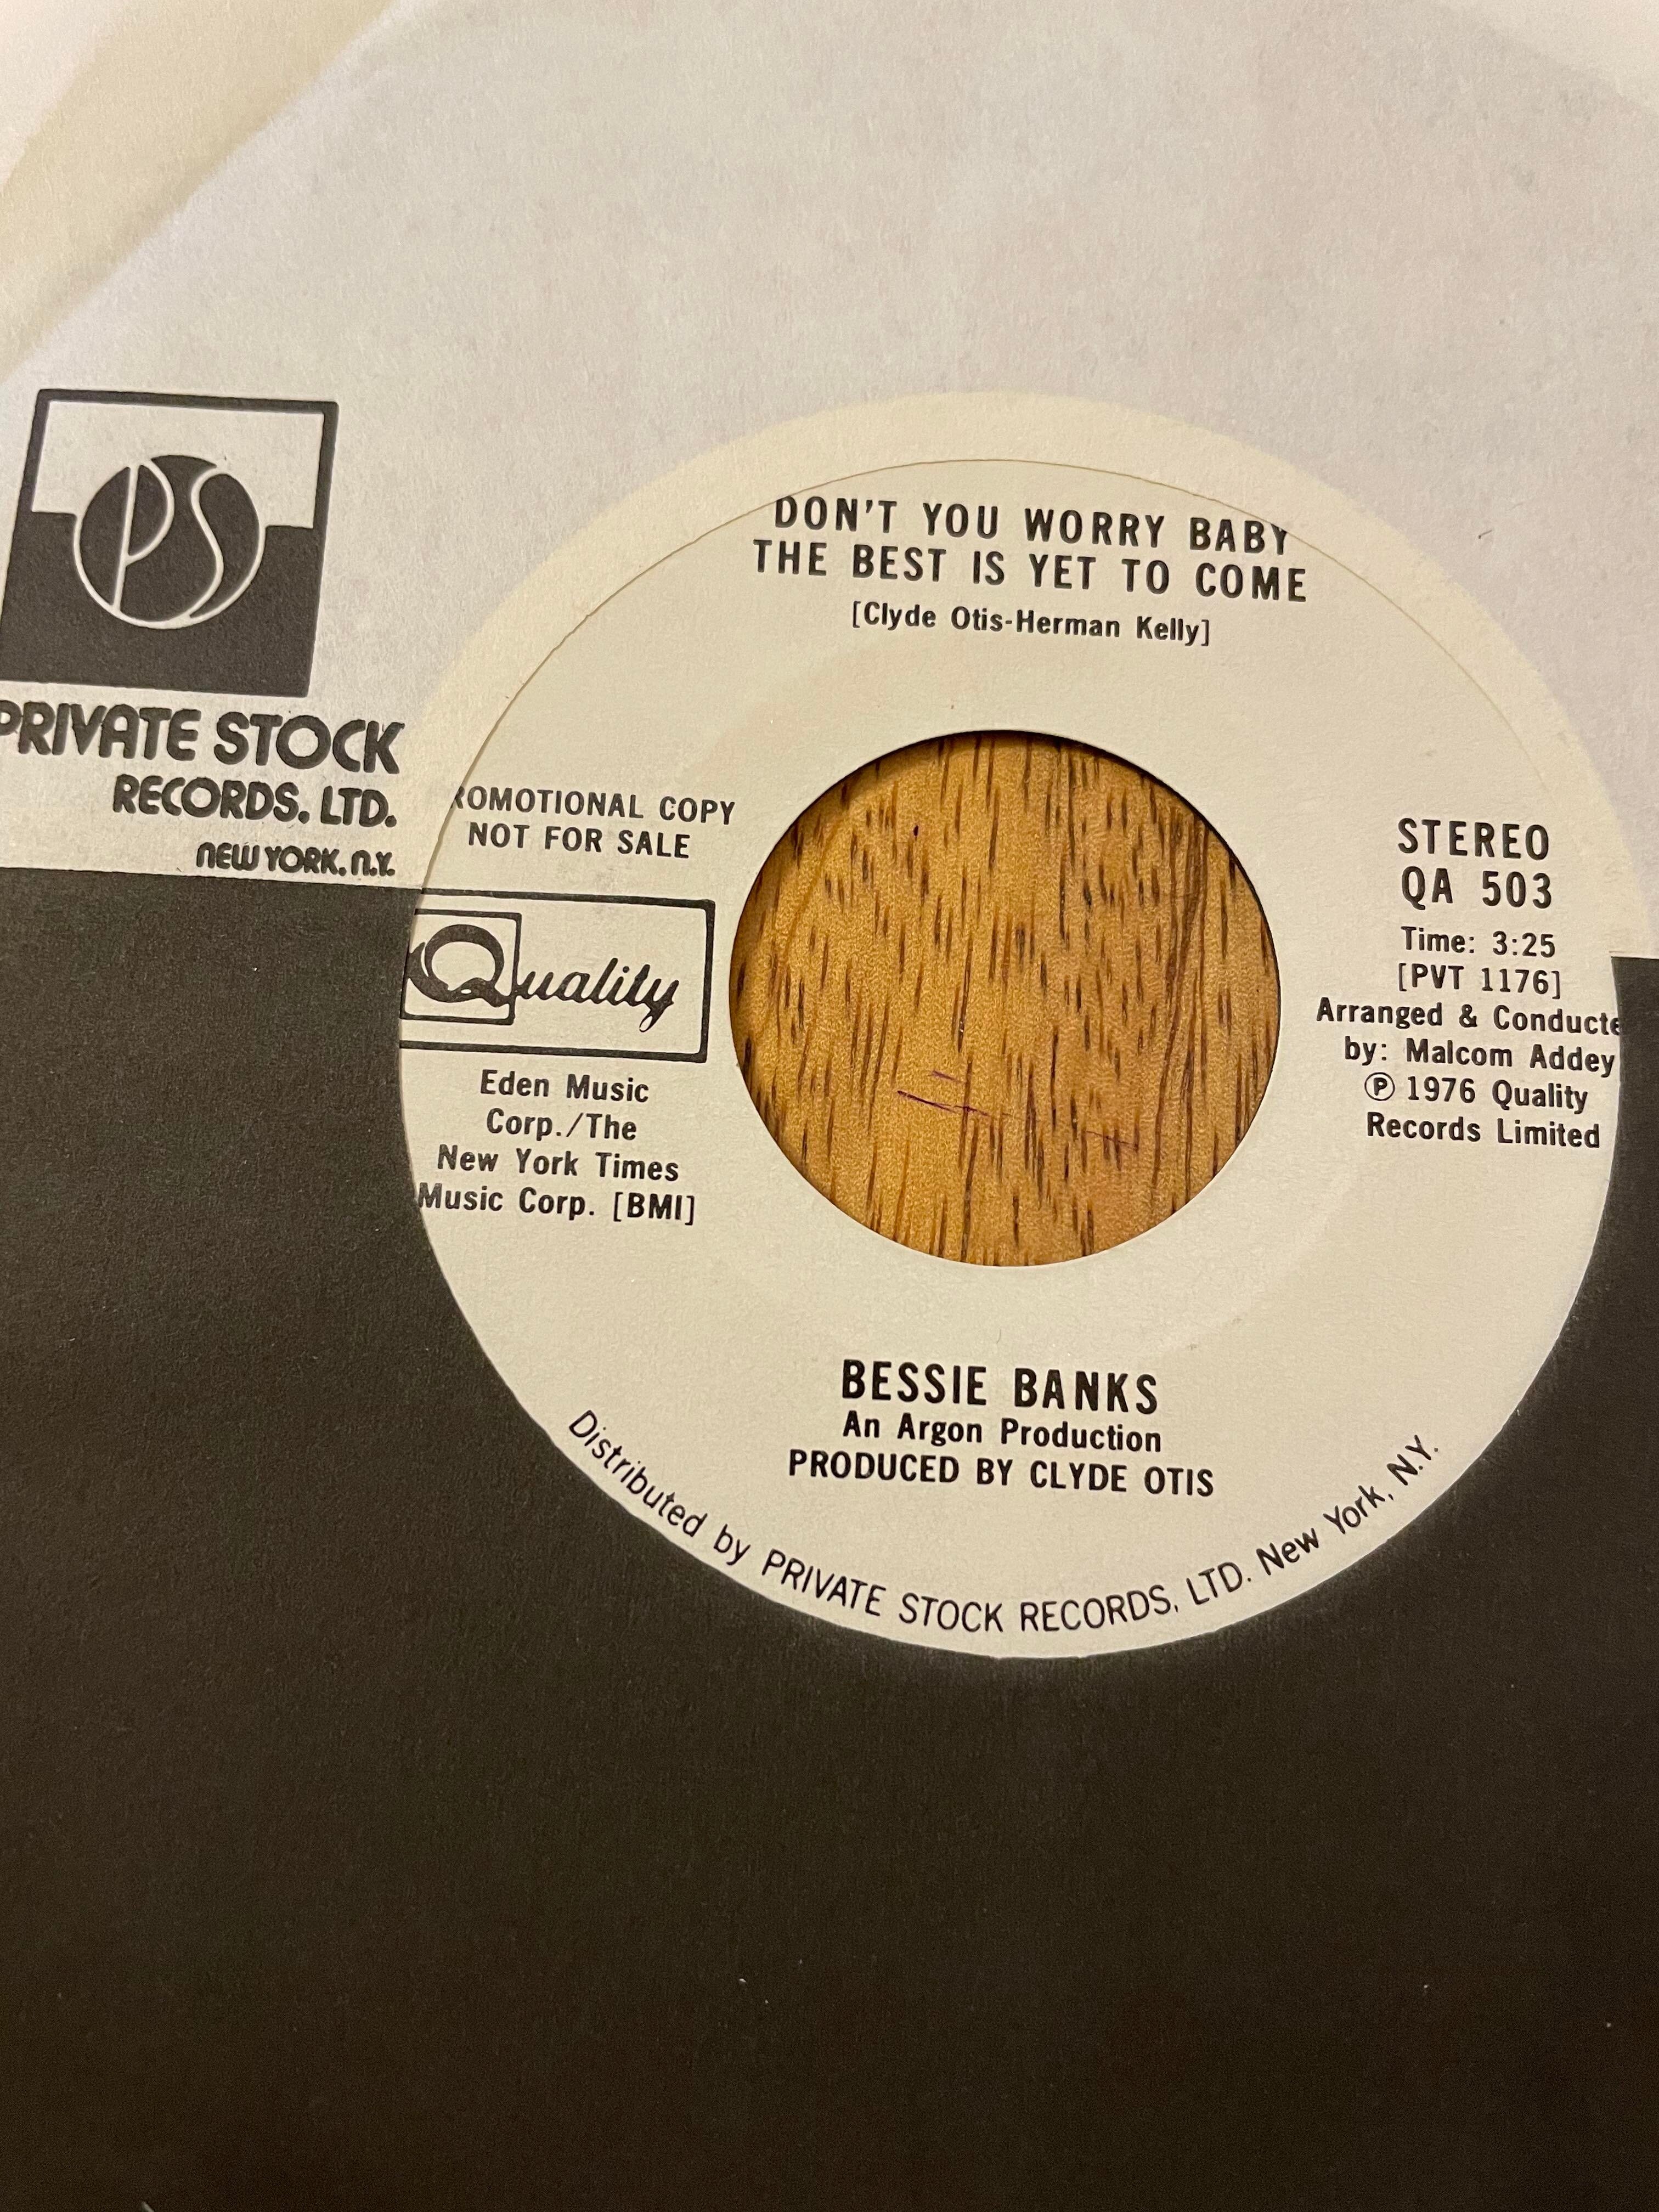 PS
PRIVATE STOCK
RECORDS, LTD.
NEW YORK, N.Y.
DON'T YOU WORRY BABY
THE BEST IS YET TO COME
[Clyde Otis-Herman Kelly]
ROMOTIONAL COPY
NOT FOR SALE
Quality
Eden Music
Corp./The
New York Times
Music Corp. [BMI]
STEREO
QA 503
Time: 3:25
[PVT 1176]
Arranged & Conducte
by: Malcom Addey
℗ 1976 Quality
Records Limited
BESSIE BANKS
An Argon Production
PRODUCED BY CLYDE OTIS
Distributed by PRIVATE STOCK RECORDS, LTD. New York, N.Y.